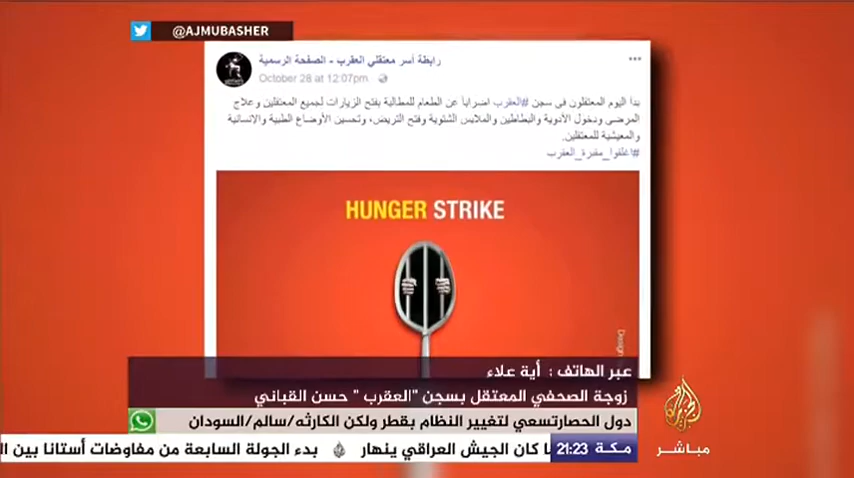 @AJMUBASHER
رابطة أسر معتقلي العقرب - الصفحة الرسمية
October 28 at 12:07pm
بدأ اليوم المعتقلون في سجن #العقرب اضراباً عن الطعام للمطالبة بفتح الزيارات لجميع المعتقلين وعلاج
المرضى ودخول الأدوية والبطاطين والملابس الشتوية وفتح التريض، وتحسين الأوضاع الطبية والانسانية
والمعيشية للمعتقلين.
#اغلقوا_مقبرة_العقرب
HUNGER STRIKE
Design
عبر الهاتف : أية علاء
زوجة الصحفي المعتقل بسجن "العقرب " حسن القباني
دول الحصارتسعي لتغيير النظام بقطر ولكن الكارثه/سالم/السودان
الجزيرة
مباشر
مكة 21:23
ا كان الجيش العراقي ينهار
بدء الجولة السابعة من مفاوضات أستانا بين ال